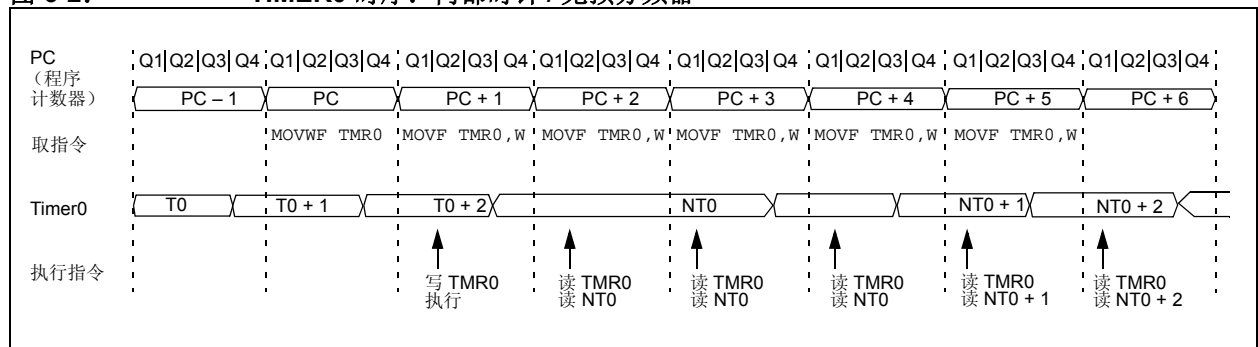 图
TIMER0 时序：内部时钟 / 无预分频器
PC
（程序
计数器）
Q1|Q2|Q3|Q4 Q1|Q2|Q3|Q4 Q1|Q2|Q3|Q4 Q1|Q2|Q3|Q4 Q1|Q2|Q3|Q4 Q1|Q2|Q3|Q4 Q1|Q2|Q3|Q4 Q1|Q2|Q3|Q4
PC – 1 PC PC + 1 PC + 2 PC + 3 PC + 4 PC + 5 PC + 6
取指令
MOVWF TMR0 MOVF TMR0,W MOVF TMR0,W MOVF TMR0,W MOVF TMR0,W MOVF TMR0,W
Timer0
T0 T0 + 1 T0 + 2 NT0 NT0 + 1 NT0 + 2
执行指令
写 TMR0
执行
读 TMR0
读 NT0
读 TMR0
读 NT0
读 TMR0
读 NT0
读 TMR0
读 NT0 + 1
读 TMR0
读 NT0 + 2